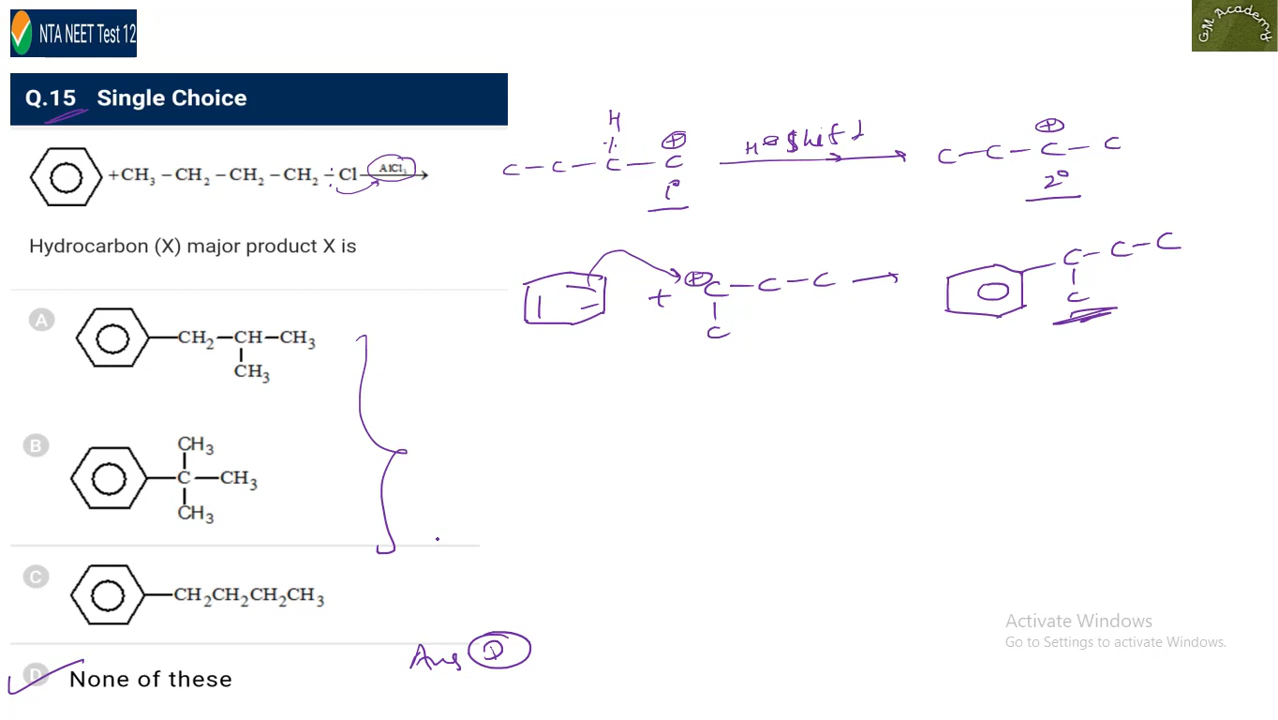 NTA NEET Test 12
GM Academy
Q.15 Single Choice
+CH₃ –CH₂ –CH₂ –CH₂ –Cl AlCl₃
Hydrocarbon (X) major product X is
A
CH₂–CH–CH₃
CH₃
B
CH₃
C–CH₃
CH₃
C
CH₂CH₂CH₂CH₃
D None of these
Ans D
H
C – C – C – C ⊕ H⊖ shift C – C – C – C ⊕
1° 2°
+ ⊕ C – C – C → C – C – C
C C
Activate Windows
Go to Settings to activate Windows.